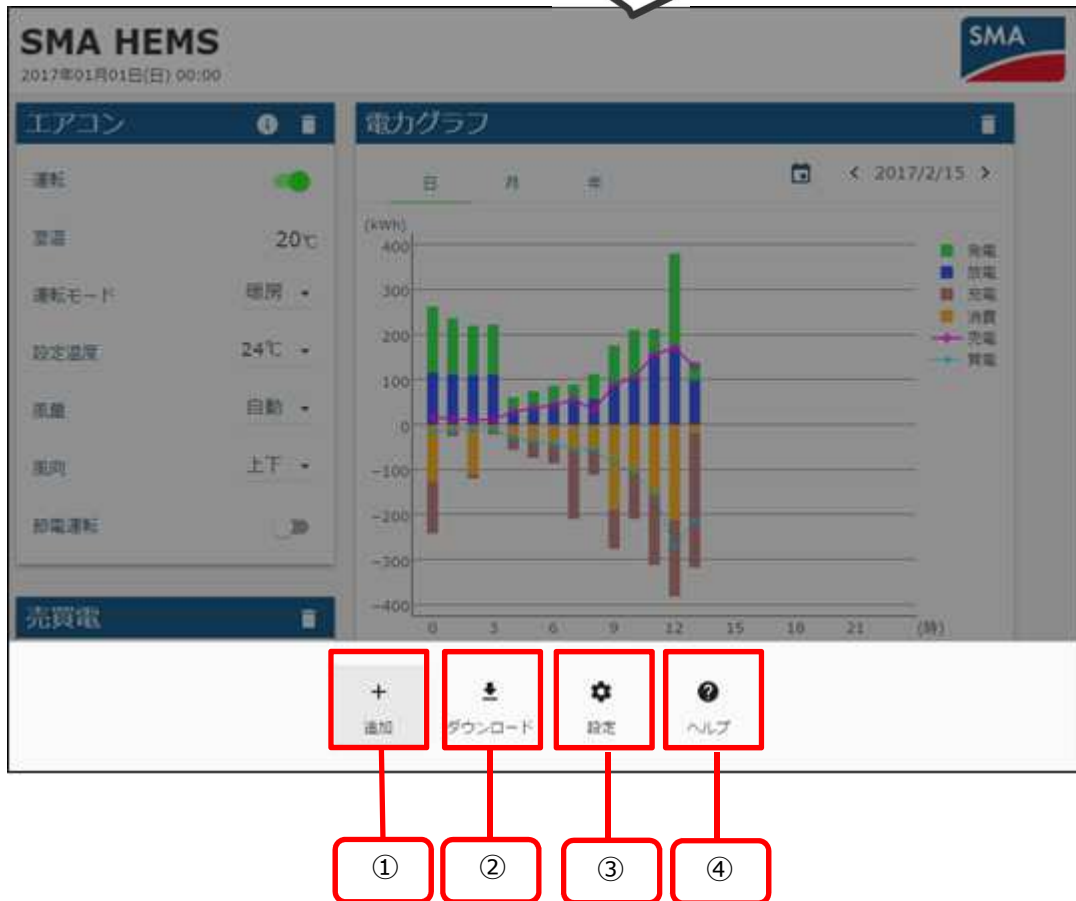 SMA HEMS
2017年01月01日(日) 00:00
SMA
エアコン
運転
室温 20℃
運転モード 暖房
設定温度 24℃
風量 自動
風向 上下
節電運転
売買電
電力グラフ
日 月 年
2017/2/15
(kWh)
400
300
200
100
0
-100
-200
-300
-400
0 3 6 9 12 15 18 21 (時)
発電
放電
充電
消費
売電
買電
追加
ダウンロード
設定
ヘルプ
①
②
③
④